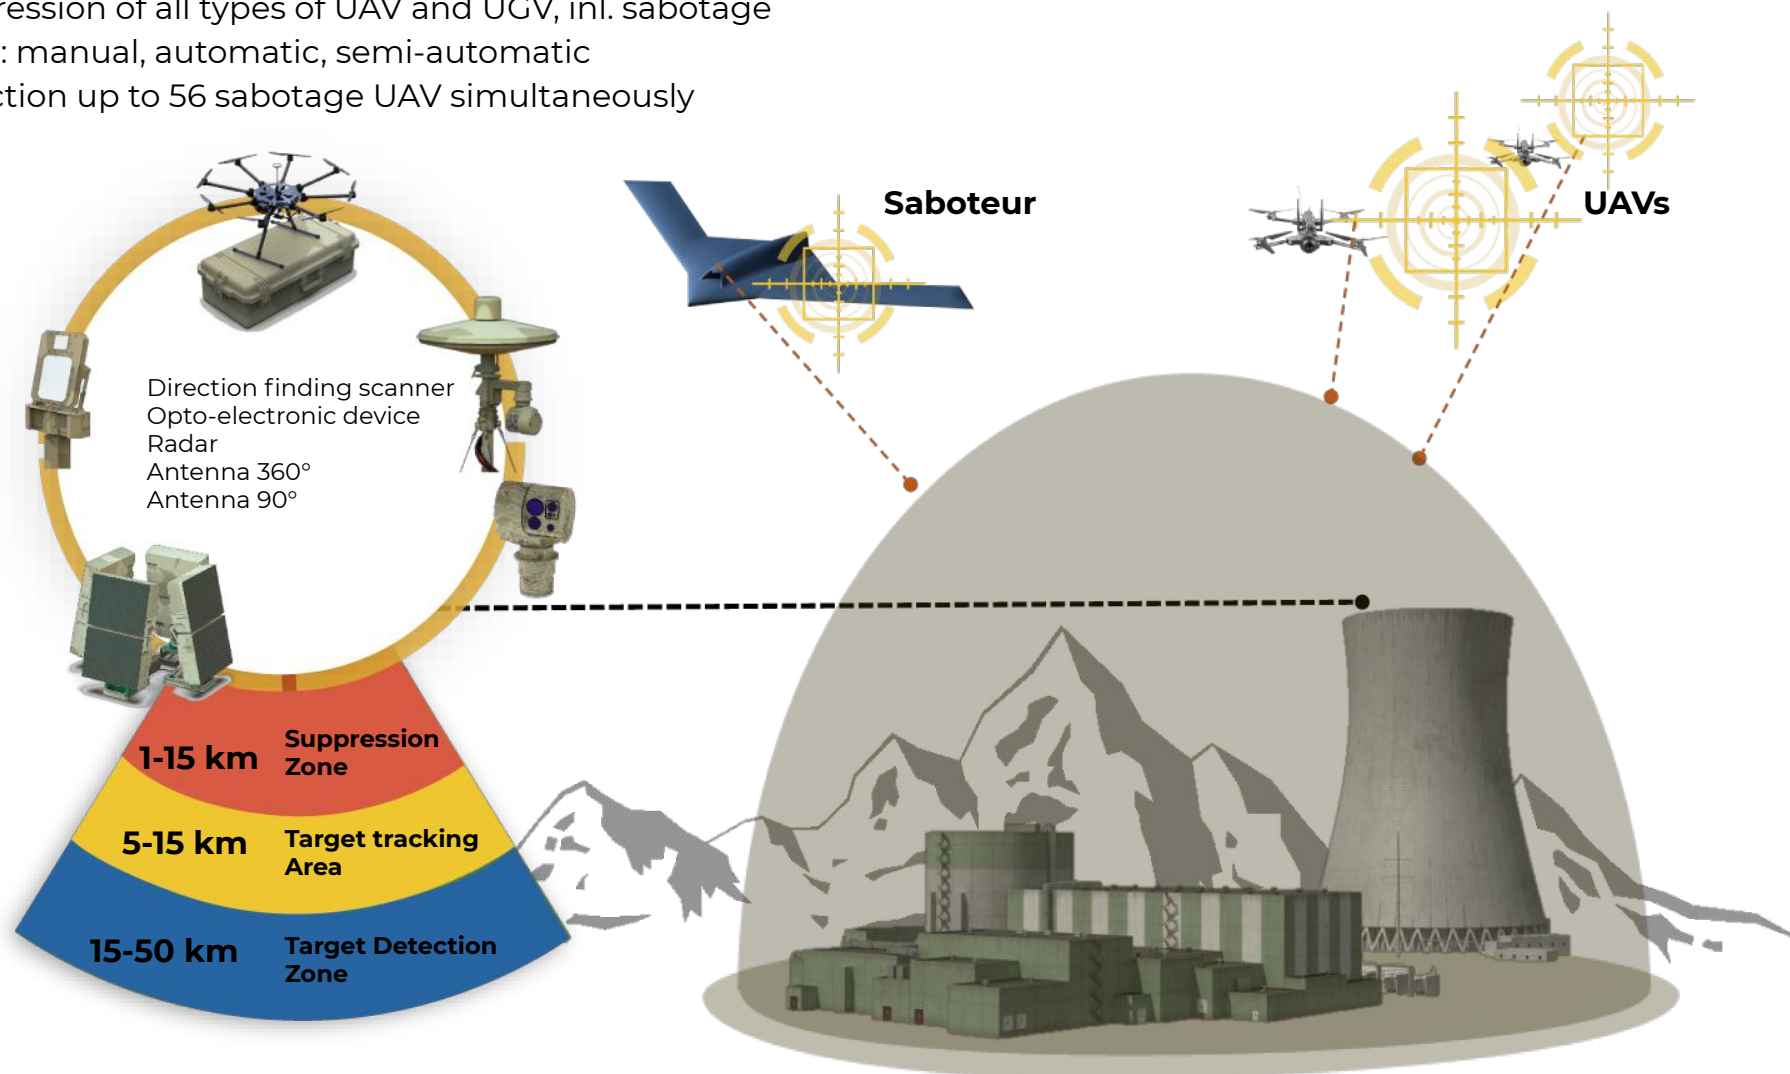 ression of all types of UAV and UGV, inl. sabotage
: manual, automatic, semi-automatic
ction up to 56 sabotage UAV simultaneously
Saboteur
UAVs
Direction finding scanner
Opto-electronic device
Radar
Antenna 360°
Antenna 90°
1-15 km
Suppression
Zone
5-15 km
Target tracking
Area
15-50 km
Target Detection
Zone